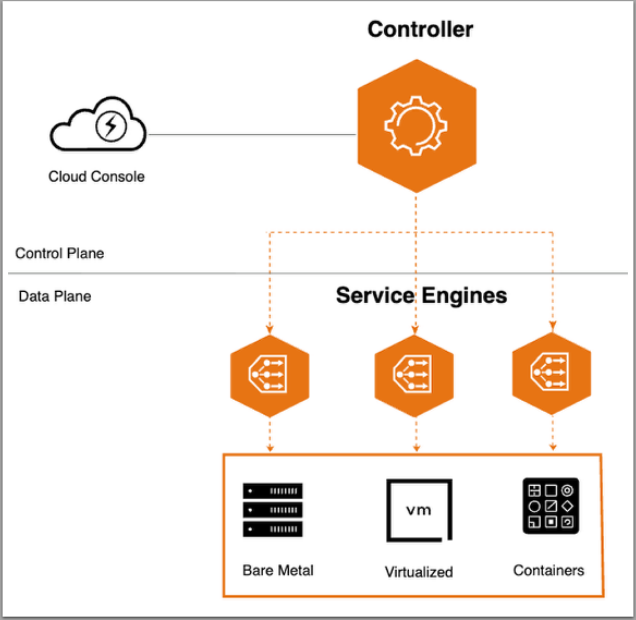 Controller
Cloud Console
Control Plane
Data Plane
Service Engines
vm
Bare Metal
Virtualized
Containers